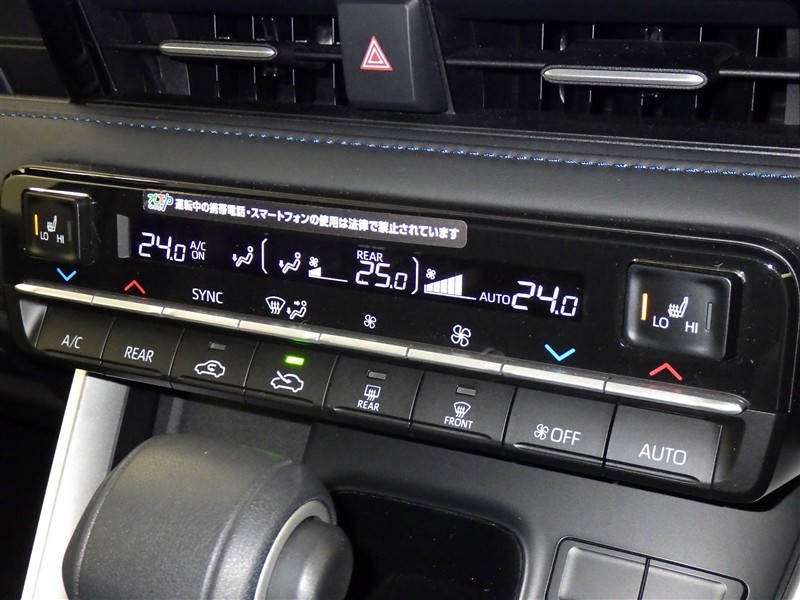 運転中の携帯電話・スマートフォンの使用は法律で禁止されています
LO HI
24.0 A/C ON
REAR
25.0
AUTO 24.0
LO HI
SYNC
A/C
REAR
REAR
FRONT
OFF
AUTO